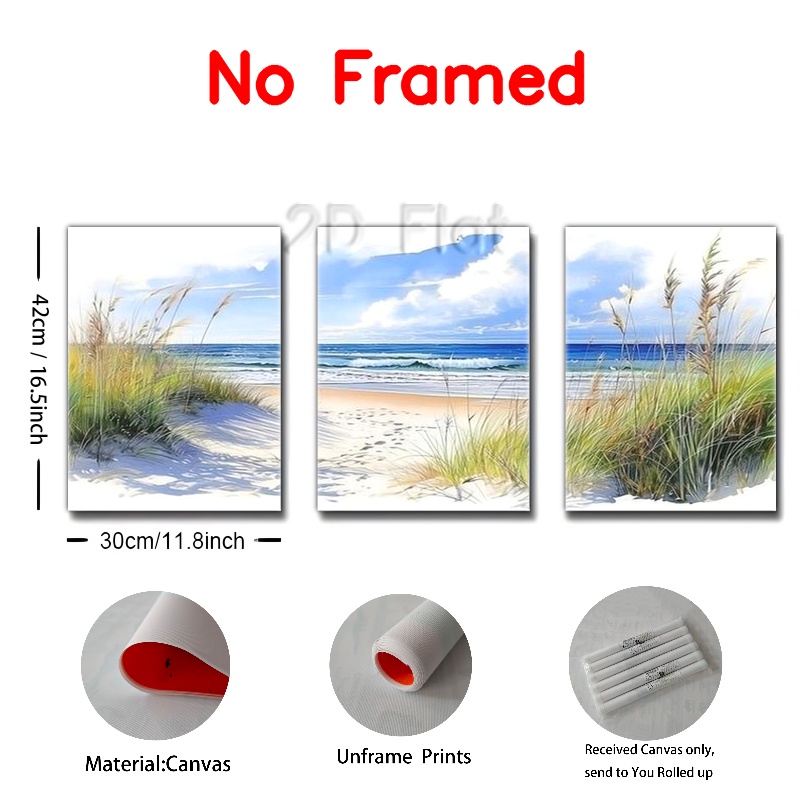 No Framed
2D Flat
42cm / 16.5inch
30cm/11.8inch
Material:Canvas
Unframe Prints
Received Canvas only,
send to You Rolled up